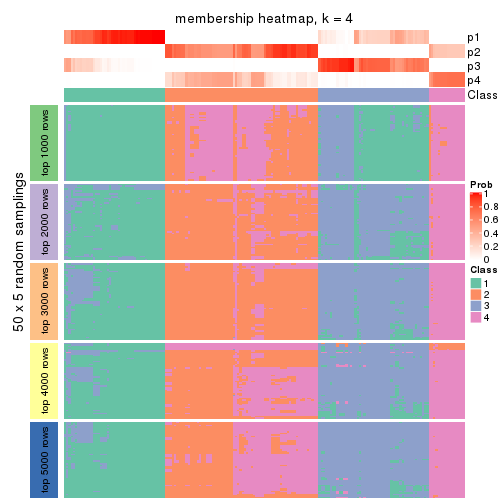 membership heatmap, k = 4
p1
p2
p3
p4
Class
50 x 5 random samplings
top 1000 rows
top 2000 rows
top 3000 rows
top 4000 rows
top 5000 rows
Prob
1
0.8
0.6
0.4
0.2
0
Class
1
2
3
4